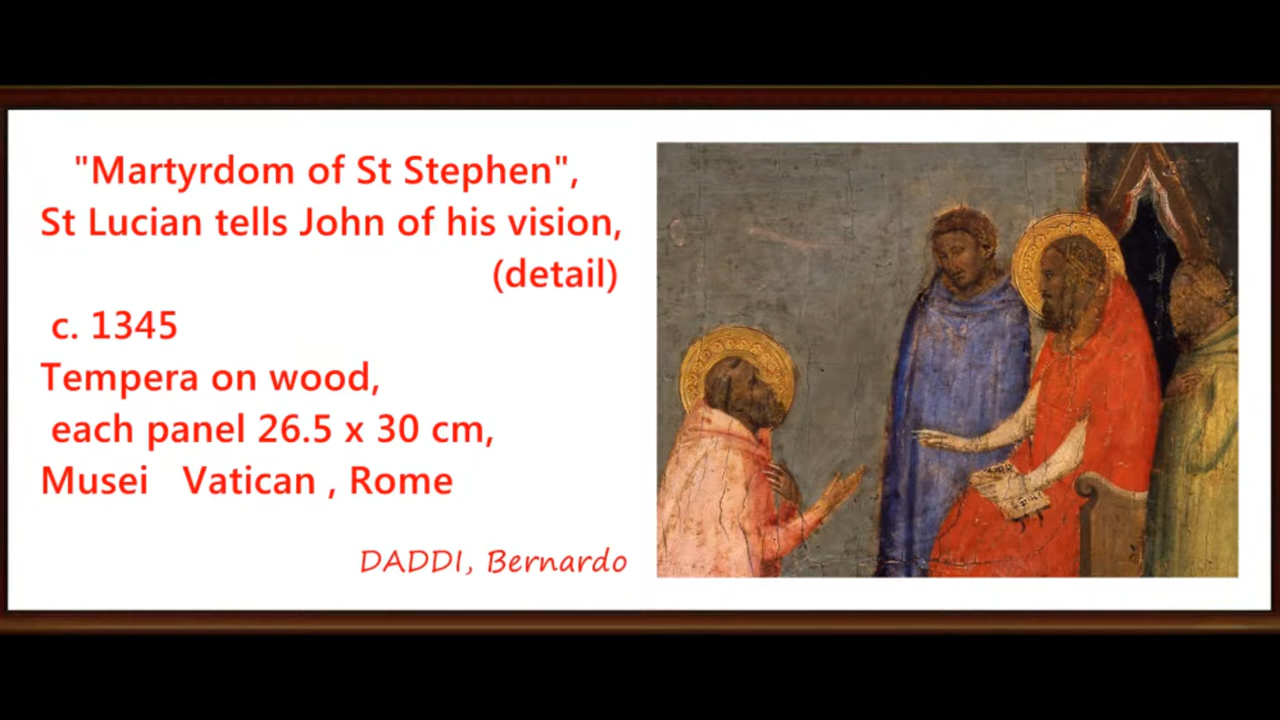 "Martyrdom of St Stephen",
St Lucian tells John of his vision,
(detail)
c. 1345
Tempera on wood,
each panel 26.5 x 30 cm,
Musei Vatican , Rome
DADDI, Bernardo